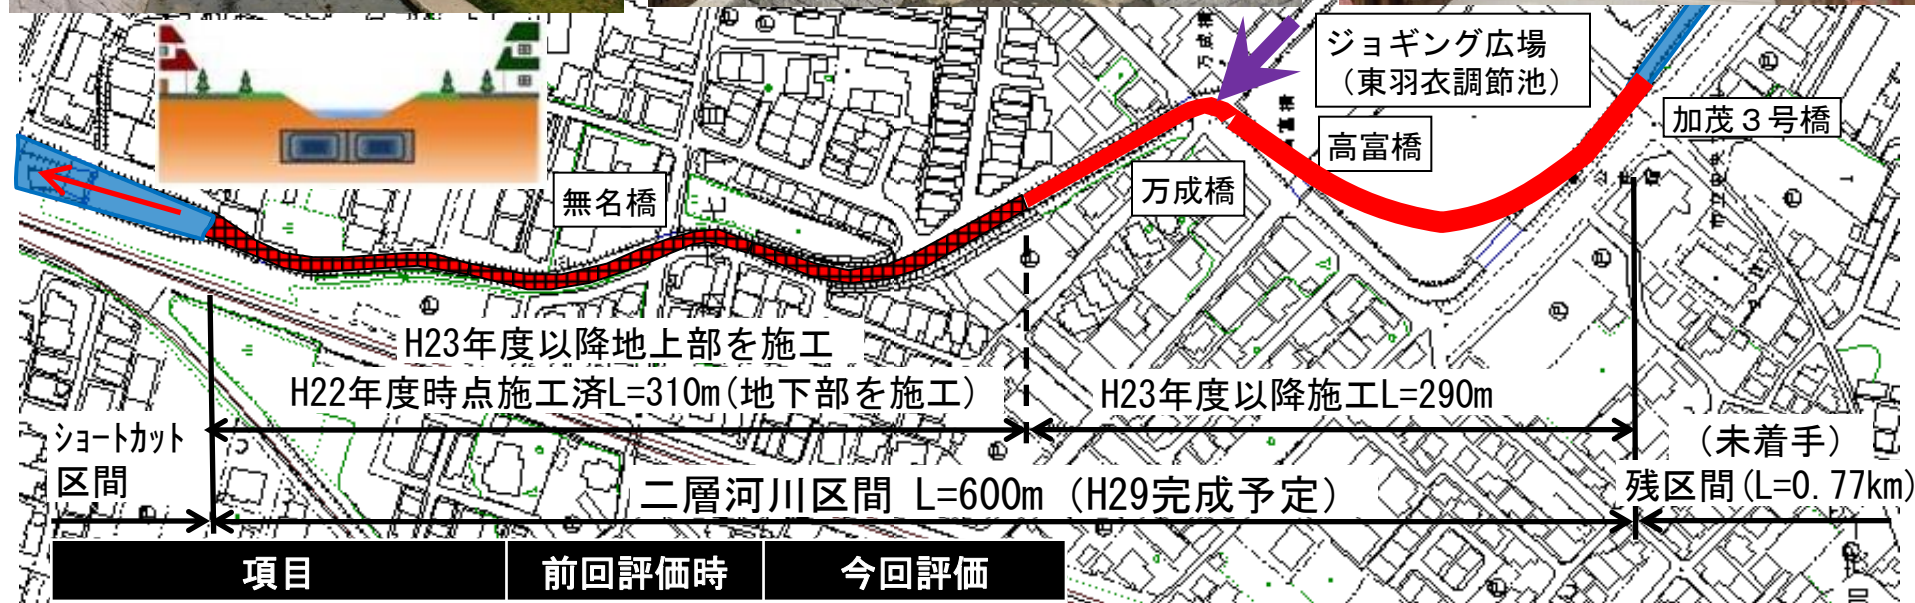 ジョギング広場
（東羽衣調節池）
加茂３号橋
高富橋
万成橋
無名橋
H23年度以降地上部を施工
H22年度時点施工済L=310m(地下部を施工)
H23年度以降施工L=290m
ショートカット
区間
二層河川区間 L=600m（H29完成予定）
（未着手）
残区間(L=0.77km)
項目 前回評価時 今回評価